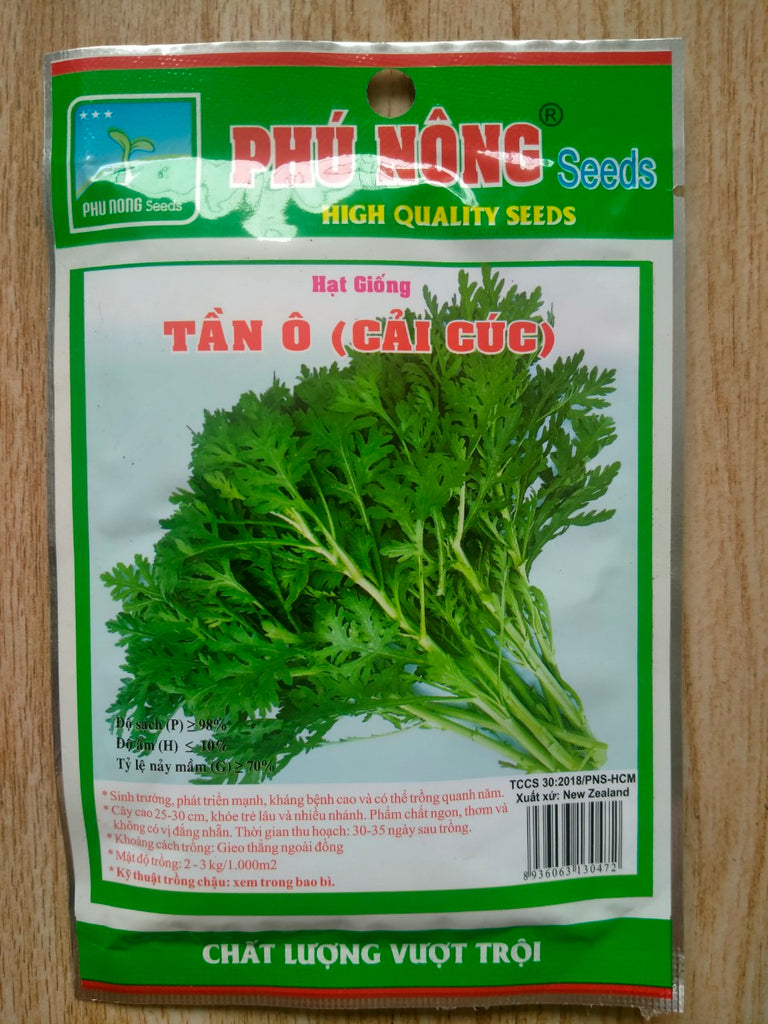 PHÚ NÔNG® Seeds
PHU NONG Seeds
HIGH QUALITY SEEDS
Hạt Giống
TẦN Ô (CẢI CÚC)
Độ sạch (P) ≥ 98%
Độ ẩm (H) ≤ 10%
Tỷ lệ nảy mầm (G) ≥ 70%
TCCS 30:2018/PNS-HCM
Xuất xứ: New Zealand
* Sinh trưởng, phát triển mạnh, kháng bệnh cao và có thể trồng quanh năm.
* Cây cao 25-30 cm, khỏe trẻ lâu và nhiều nhánh. Phẩm chất ngon, thơm và
không có vị đắng nhẫn. Thời gian thu hoạch: 30-35 ngày sau trồng.
* Khoảng cách trồng: Gieo thẳng ngoài đồng
* Mật độ trồng: 2 - 3 kg/1.000m2
* Kỹ thuật trồng chậu: xem trong bao bì.
8936063130472
CHẤT LƯỢNG VƯỢT TRỘI